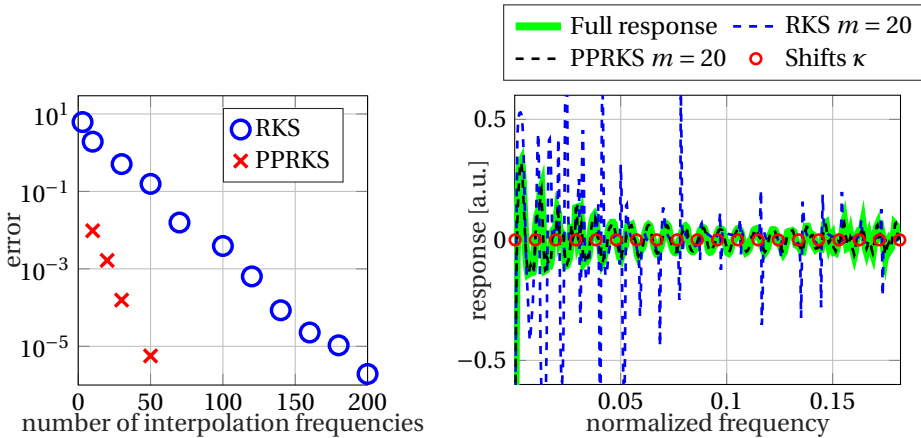 10^1
10^{-1}
10^{-3}
10^{-5}
error
RKS
PPRKS
0 50 100 150 200
number of interpolation frequencies
Full response
RKS m = 20
PPRKS m = 20
Shifts κ
0.5
0
−0.5
response [a.u.]
0.05 0.1 0.15
normalized frequency